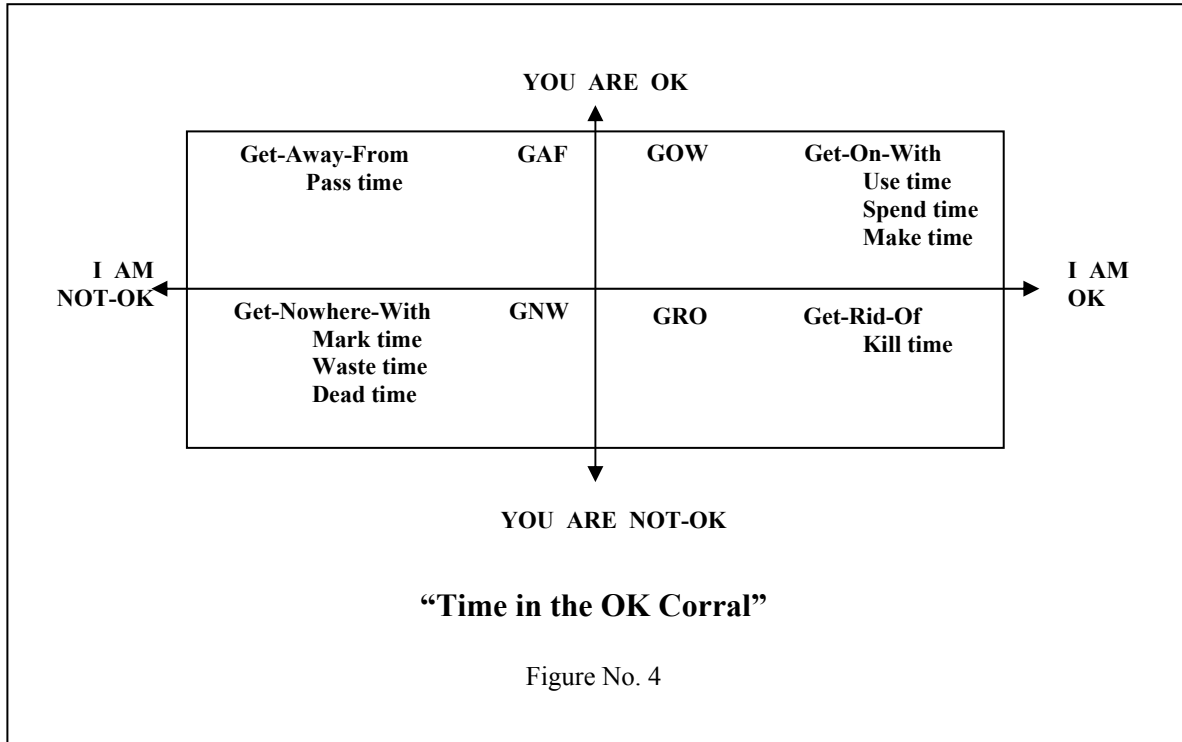 YOU ARE OK
Get-Away-From GAF GOW Get-On-With
Pass time Use time
Spend time
Make time
I AM
NOT-OK
I AM
OK
Get-Nowhere-With GNW GRO Get-Rid-Of
Mark time Kill time
Waste time
Dead time
YOU ARE NOT-OK
“Time in the OK Corral”
Figure No. 4